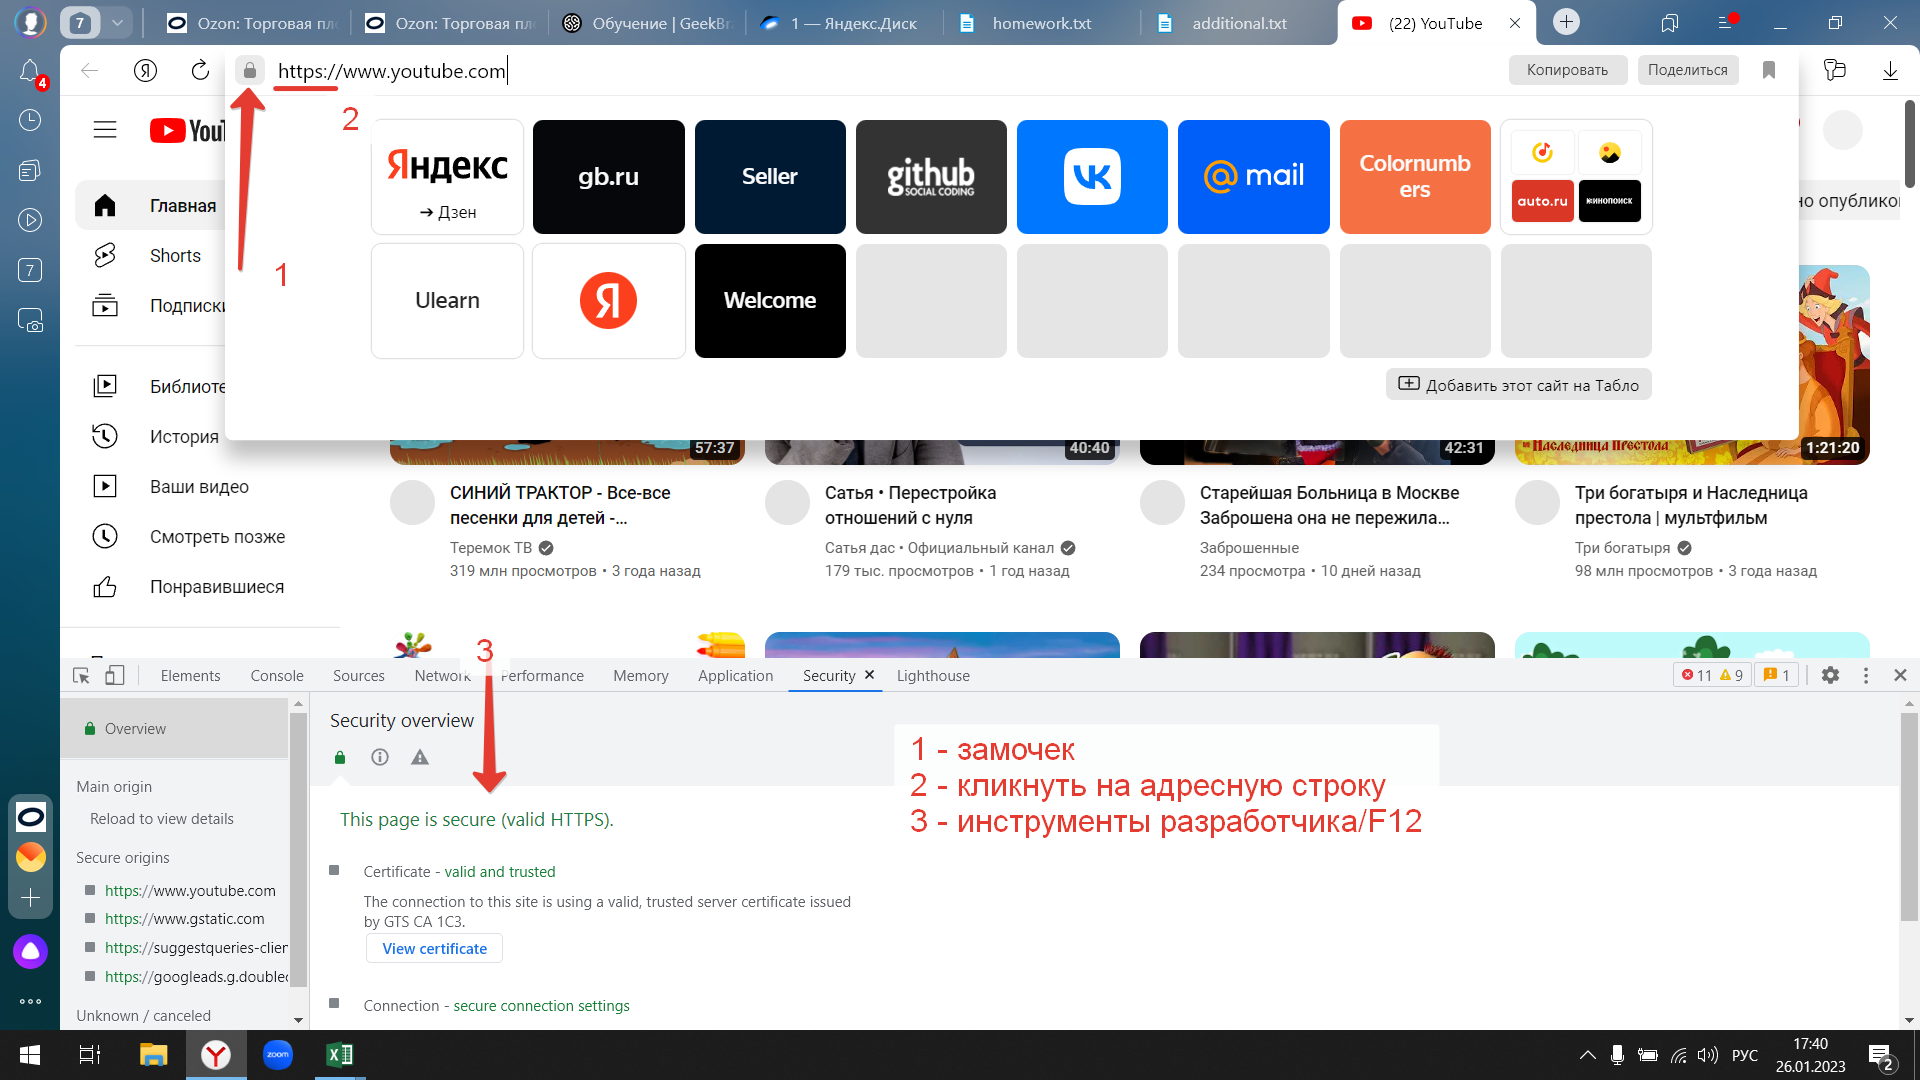 7
Ozon: Торговая пл
Ozon: Торговая пл
Обучение | GeekBr
1 — Яндекс.Диск
homework.txt
additional.txt
(22) YouTube
4
https://www.youtube.com
Копировать
Поделиться
1
2
Яндекс
➔ Дзен
gb.ru
Seller
github
SOCIAL CODING
VK
@mail
Colornumb
ers
auto.ru
КИНОПОИСК
Ulearn
Я
Welcome
Добавить этот сайт на Табло
YouT
Главная
Shorts
Подписки
Библиоте
История
Ваши видео
Смотреть позже
Понравившиеся
7
но опубликов
57:37
40:40
42:31
Наследница Престола
1:21:20
СИНИЙ ТРАКТОР - Все-все
песенки для детей -...
Теремок ТВ
319 млн просмотров • 3 года назад
Сатья • Перестройка
отношений с нуля
Сатья дас • Официальный канал
179 тыс. просмотров • 1 год назад
Старейшая Больница в Москве
Заброшена она не пережила...
Заброшенные
234 просмотра • 10 дней назад
Три богатыря и Наследница
престола | мультфильм
Три богатыря
98 млн просмотров • 3 года назад
3
Elements
Console
Sources
Network
Performance
Memory
Application
Security
Lighthouse
11
9
1
Overview
Main origin
Reload to view details
Secure origins
https://www.youtube.com
https://www.gstatic.com
https://suggestqueries-clien
https://googleads.g.doublec
Unknown / canceled
Security overview
This page is secure (valid HTTPS).
Certificate - valid and trusted
The connection to this site is using a valid, trusted server certificate issued
by GTS CA 1C3.
View certificate
Connection - secure connection settings
1 - замочек
2 - кликнуть на адресную строку
3 - инструменты разработчика/F12
zoom
РУС
17:40
26.01.2023
2